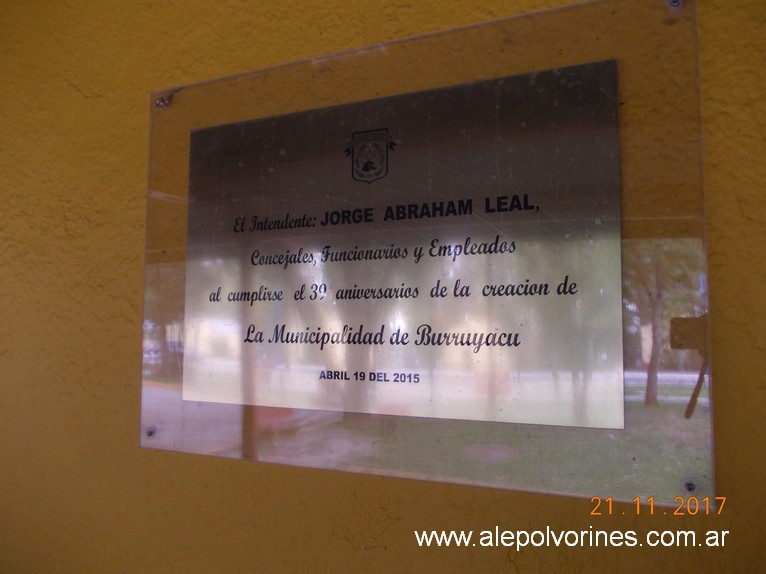 El Intendente: JORGE ABRAHAM LEAL,
Concejales, Funcionarios y Empleados
al cumplirse el 39 aniversarios de la creacion de
La Municipalidad de Burruyacu
ABRIL 19 DEL 2015
21.11.2017
www.alepolvorines.com.ar